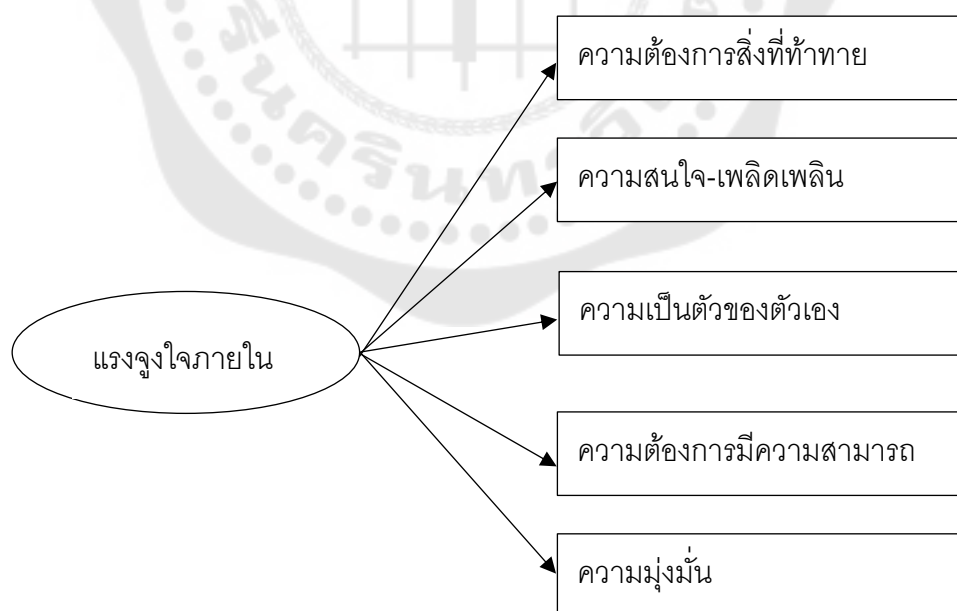 ความต้องการสิ่งที่ท้าทาย
ความสนใจ-เพลิดเพลิน
ความเป็นตัวของตัวเอง
แรงจูงใจภายใน
ความต้องการมีความสามารถ
ความมุ่งมั่น